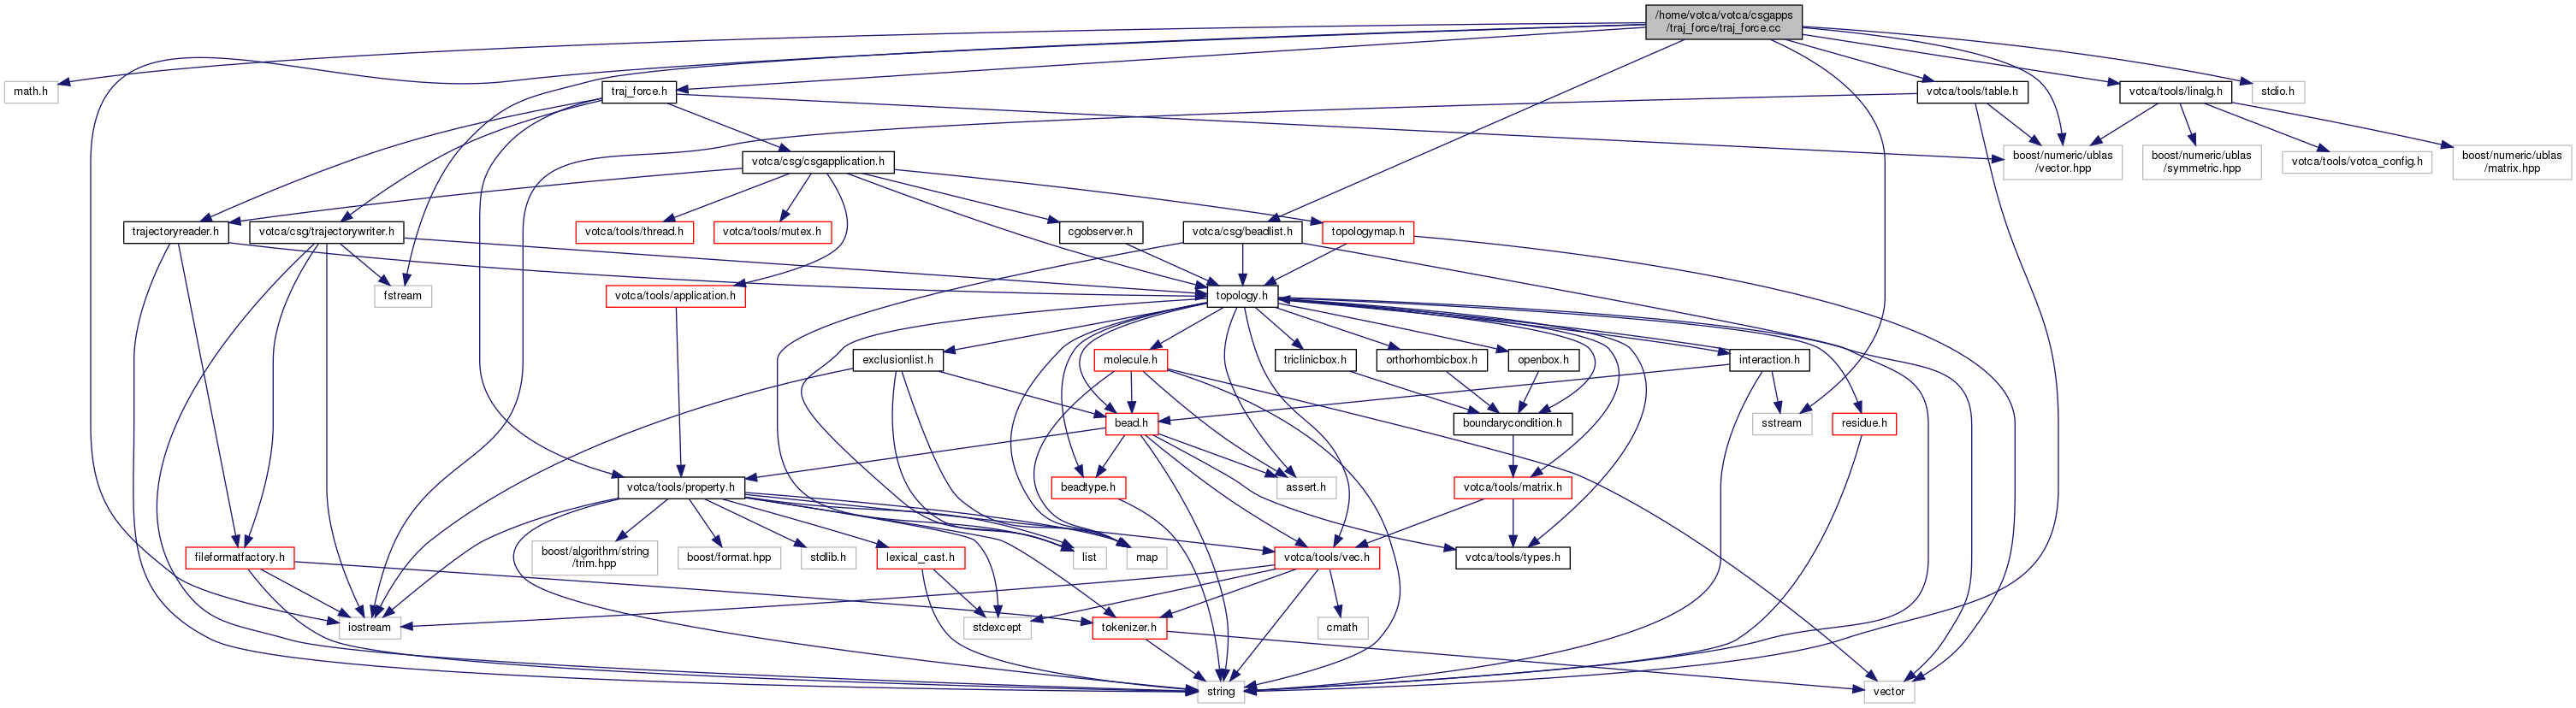 /home/votca/votca/csgapps
/traj_force/traj_force.cc
math.h
traj_force.h
votca/tools/table.h
votca/tools/linalg.h
stdio.h
votca/csg/csgapplication.h
boost/numeric/ublas
/vector.hpp
boost/numeric/ublas
/symmetric.hpp
votca/tools/votca_config.h
boost/numeric/ublas
/matrix.hpp
trajectoryreader.h
votca/csg/trajectorywriter.h
votca/tools/thread.h
votca/tools/mutex.h
cgobserver.h
votca/csg/beadlist.h
topologymap.h
fstream
votca/tools/application.h
topology.h
exclusionlist.h
molecule.h
triclinicbox.h
orthorhombicbox.h
openbox.h
interaction.h
bead.h
boundarycondition.h
sstream
residue.h
votca/tools/property.h
beadtype.h
assert.h
votca/tools/matrix.h
fileformatfactory.h
boost/algorithm/string
/trim.hpp
boost/format.hpp
stdlib.h
lexical_cast.h
list
map
votca/tools/vec.h
votca/tools/types.h
iostream
stdexcept
tokenizer.h
cmath
string
vector